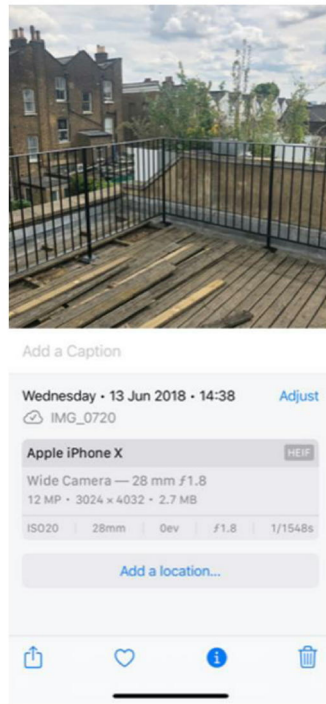 Add a Caption
Wednesday • 13 Jun 2018 • 14:38 Adjust
IMG_0720
Apple iPhone X HEIF
Wide Camera — 28 mm ƒ1.8
12 MP • 3024 × 4032 • 2.7 MB
ISO20 28mm 0ev ƒ1.8 1/1548s
Add a location...